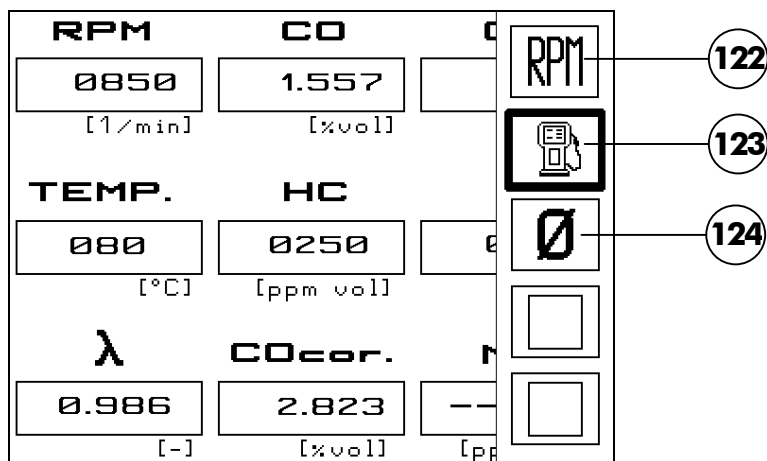 RPM CO
0850 1.557
[1/min] [%vol]
TEMP. HC
080 0250
[°C] [ppm vol]
λ COcor.
0.986 2.823 --
[-] [%vol] [pp
RPM 122
123
Ø 124